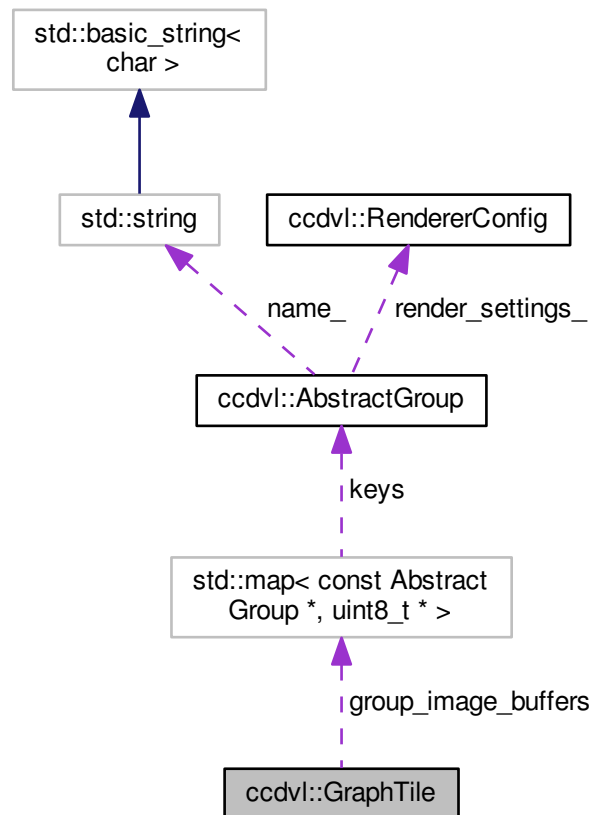 std::basic_string<
char >
std::string
ccdvl::RendererConfig
name_
render_settings_
ccdvl::AbstractGroup
keys
std::map< const Abstract
Group *, uint8_t * >
group_image_buffers
ccdvl::GraphTile